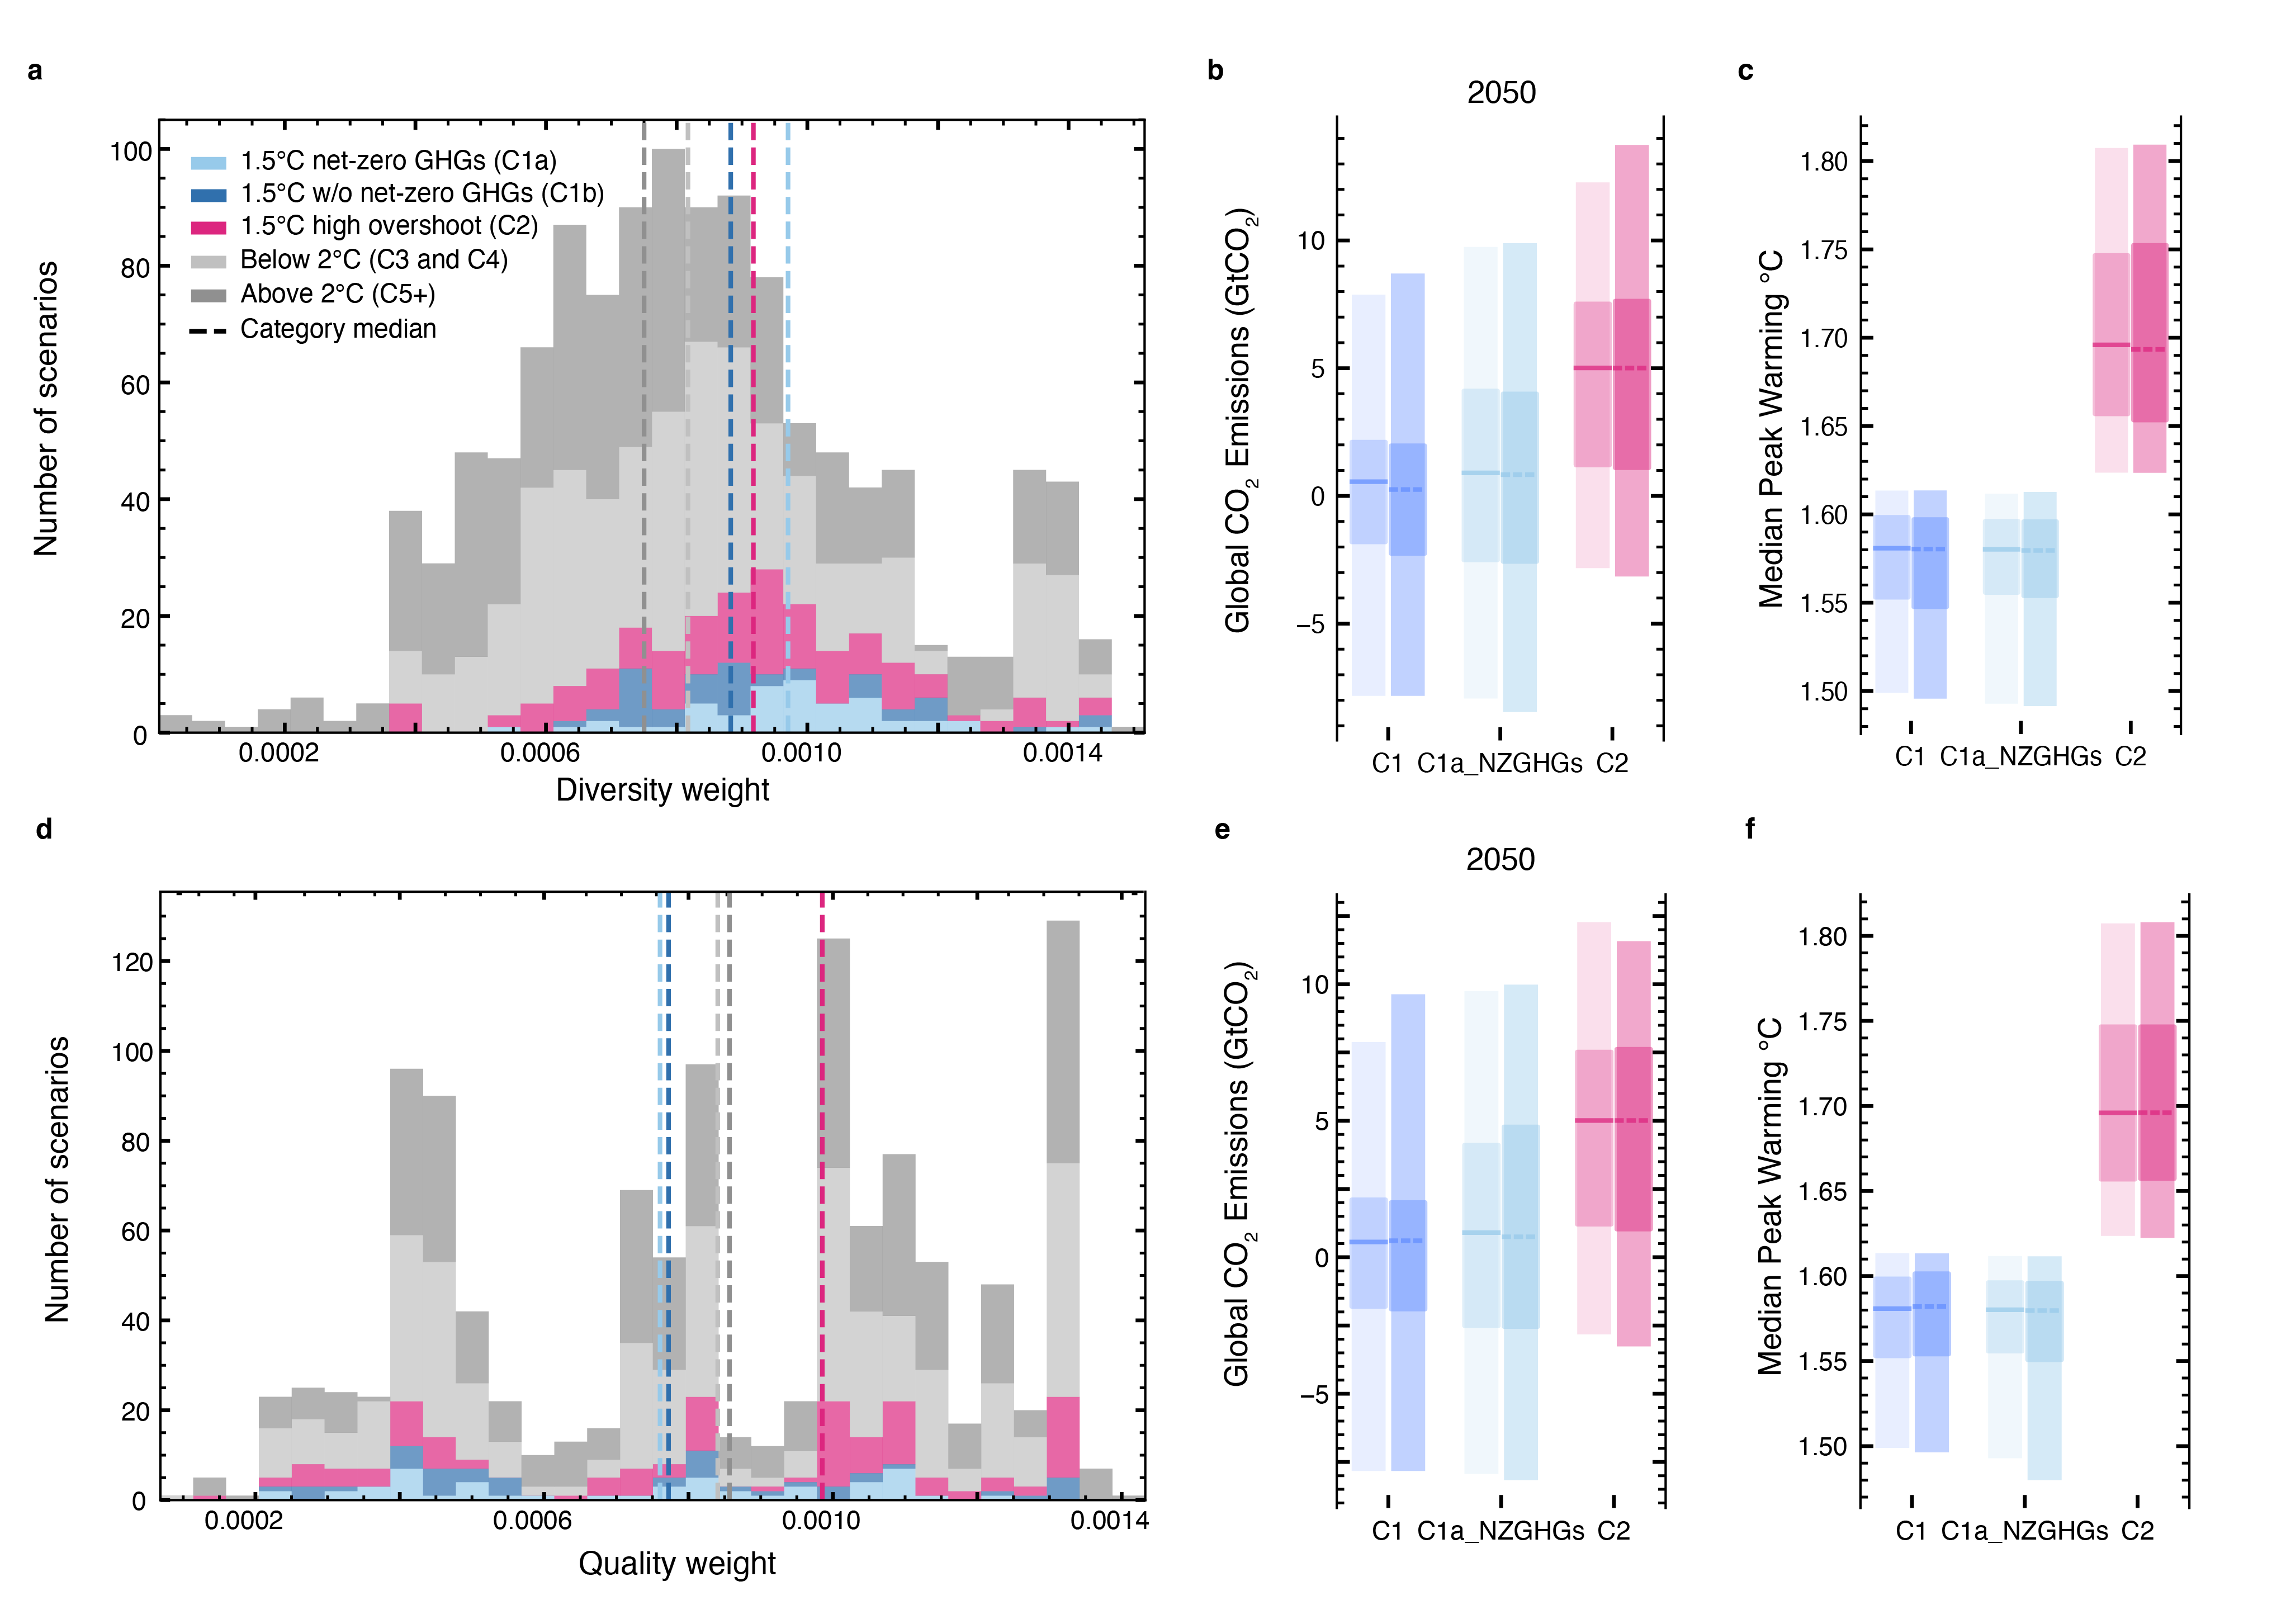 a
100
80
60
40
20
0
Number of scenarios
1.5°C net-zero GHGs (C1a)
1.5°C w/o net-zero GHGs (C1b)
1.5°C high overshoot (C2)
Below 2°C (C3 and C4)
Above 2°C (C5+)
Category median
0.0002 0.0006 0.0010 0.0014
Diversity weight
b
2050
10
5
0
−5
Global CO₂ Emissions (GtCO₂)
C1 C1a_NZGHGs C2
c
1.80
1.75
1.70
1.65
1.60
1.55
1.50
Median Peak Warming °C
C1 C1a_NZGHGs C2
d
120
100
80
60
40
20
0
Number of scenarios
0.0002 0.0006 0.0010 0.0014
Quality weight
e
2050
10
5
0
−5
Global CO₂ Emissions (GtCO₂)
C1 C1a_NZGHGs C2
f
1.80
1.75
1.70
1.65
1.60
1.55
1.50
Median Peak Warming °C
C1 C1a_NZGHGs C2